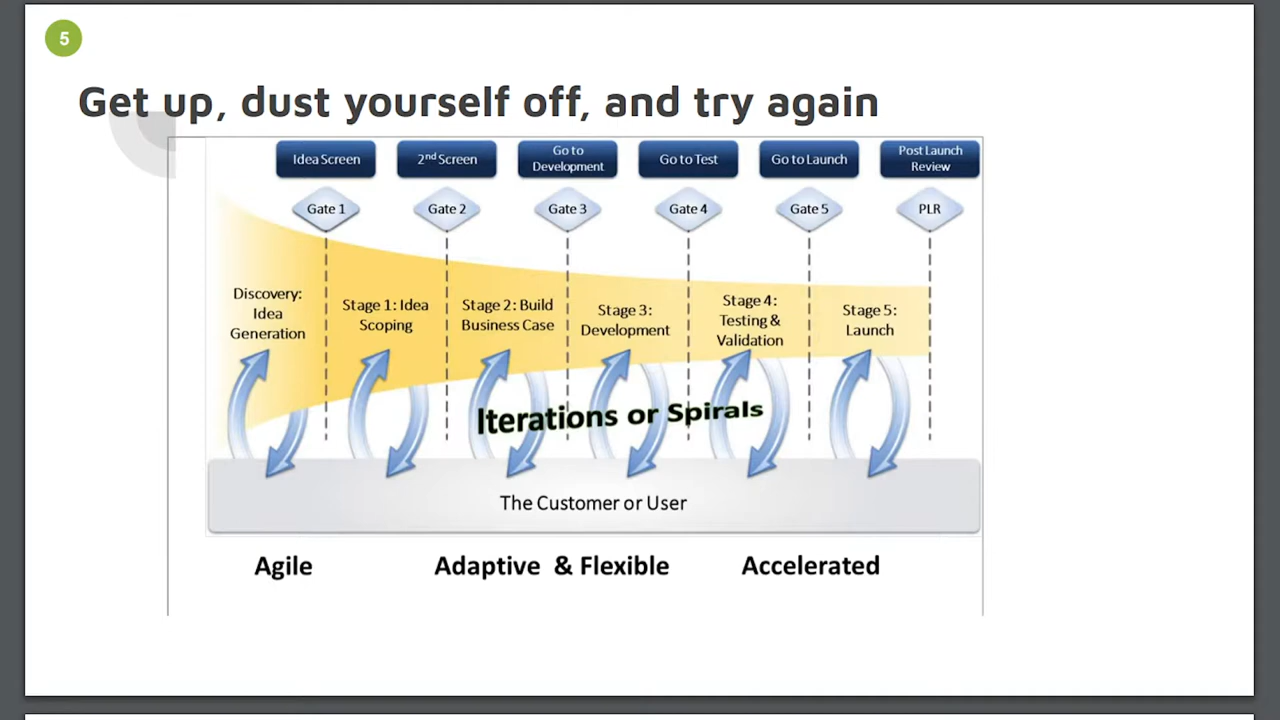 5
Get up, dust yourself off, and try again
Idea Screen
2nd Screen
Go to
Development
Go to Test
Go to Launch
Post Launch
Review
Gate 1
Gate 2
Gate 3
Gate 4
Gate 5
PLR
Discovery:
Idea
Generation
Stage 1: Idea
Scoping
Stage 2: Build
Business Case
Stage 3:
Development
Stage 4:
Testing &
Validation
Stage 5:
Launch
Iterations or Spirals
The Customer or User
Agile
Adaptive & Flexible
Accelerated